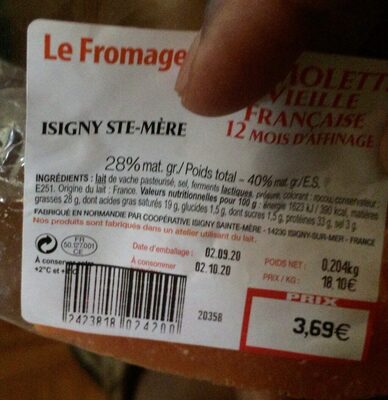 Le Fromage
MOLETT
VIEILLE
FRANÇAISE
12 MOIS D'AFFINAGE
ISIGNY STE-MÈRE
28% mat. gr./ Poids total - 40% mat. gr./E.S.
INGRÉDIENTS : lait de vache pasteurisé, sel, ferments lactiques, présure, colorant : rocou, conservateur :
E251. Origine du lait : France. Valeurs nutritionnelles pour 100 g : énergie 1623 kJ / 390 kcal, matières
grasses 28 g, dont acides gras saturés 19 g, glucides 1,5 g, dont sucres 1,5 g, protéines 33 g, sel 3 g.
FABRIQUÉ EN NORMANDIE PAR COOPÉRATIVE ISIGNY SAINTE-MÈRE - 14230 ISIGNY-SUR-MER - FRANCE
Nos produits sont fabriqués dans un atelier utilisant du lait.
FR
50.127.001
CE
Date d'emballage : 02.09.20
À consommer 02.10.20
POIDS NET : 0,204kg
PRIX / KG : 18,10€
À conserver
+2°C et
2423818 024200
20358
PRIX
3,69€